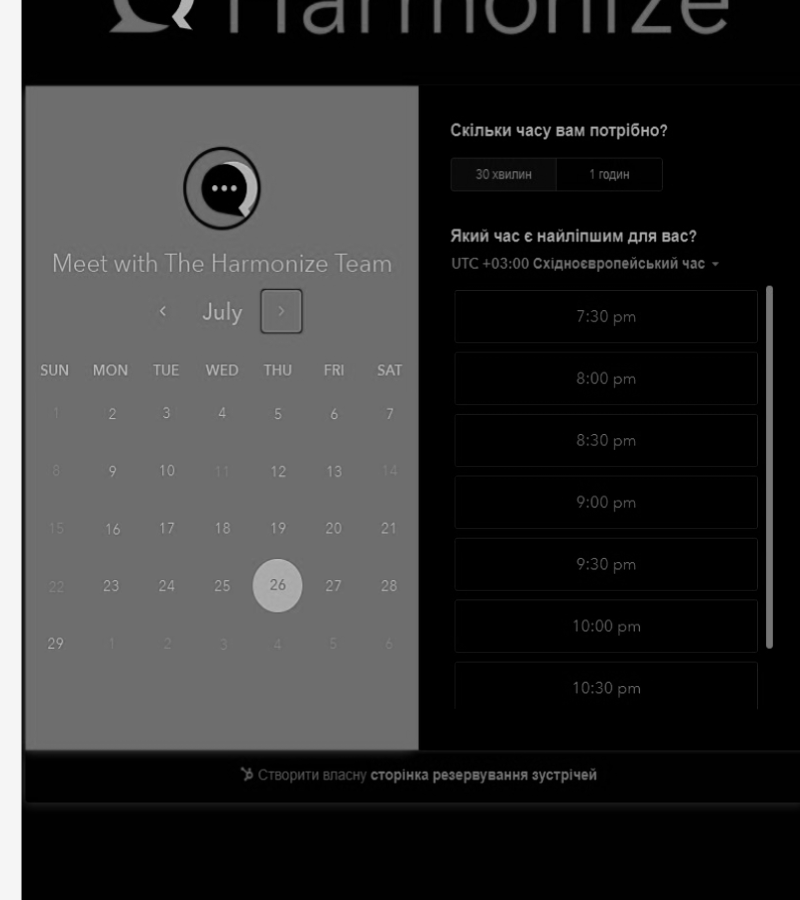 Harmonize
Meet with The Harmonize Team
July
SUN MON TUE WED THU FRI SAT
1 2 3 4 5 6 7
8 9 10 11 12 13 14
15 16 17 18 19 20 21
22 23 24 25 26 27 28
29 1 2 3 4 5 6
Скільки часу вам потрібно?
30 хвилин 1 годин
Який час є найліпшим для вас?
UTC +03:00 Східноєвропейський час
7:30 pm
8:00 pm
8:30 pm
9:00 pm
9:30 pm
10:00 pm
10:30 pm
Створити власну сторінка резервування зустрічей